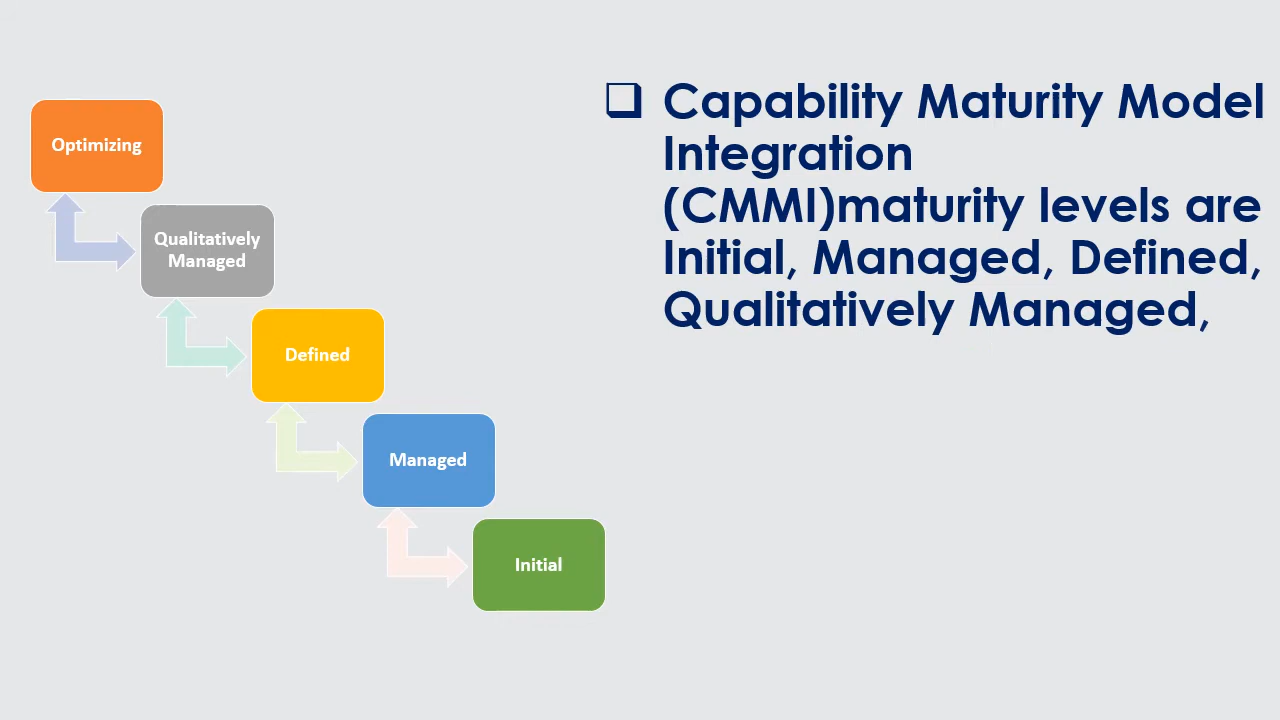 Optimizing
Qualitatively
Managed
Defined
Managed
Initial
Capability Maturity Model
Integration
(CMMI)maturity levels are
Initial, Managed, Defined,
Qualitatively Managed,